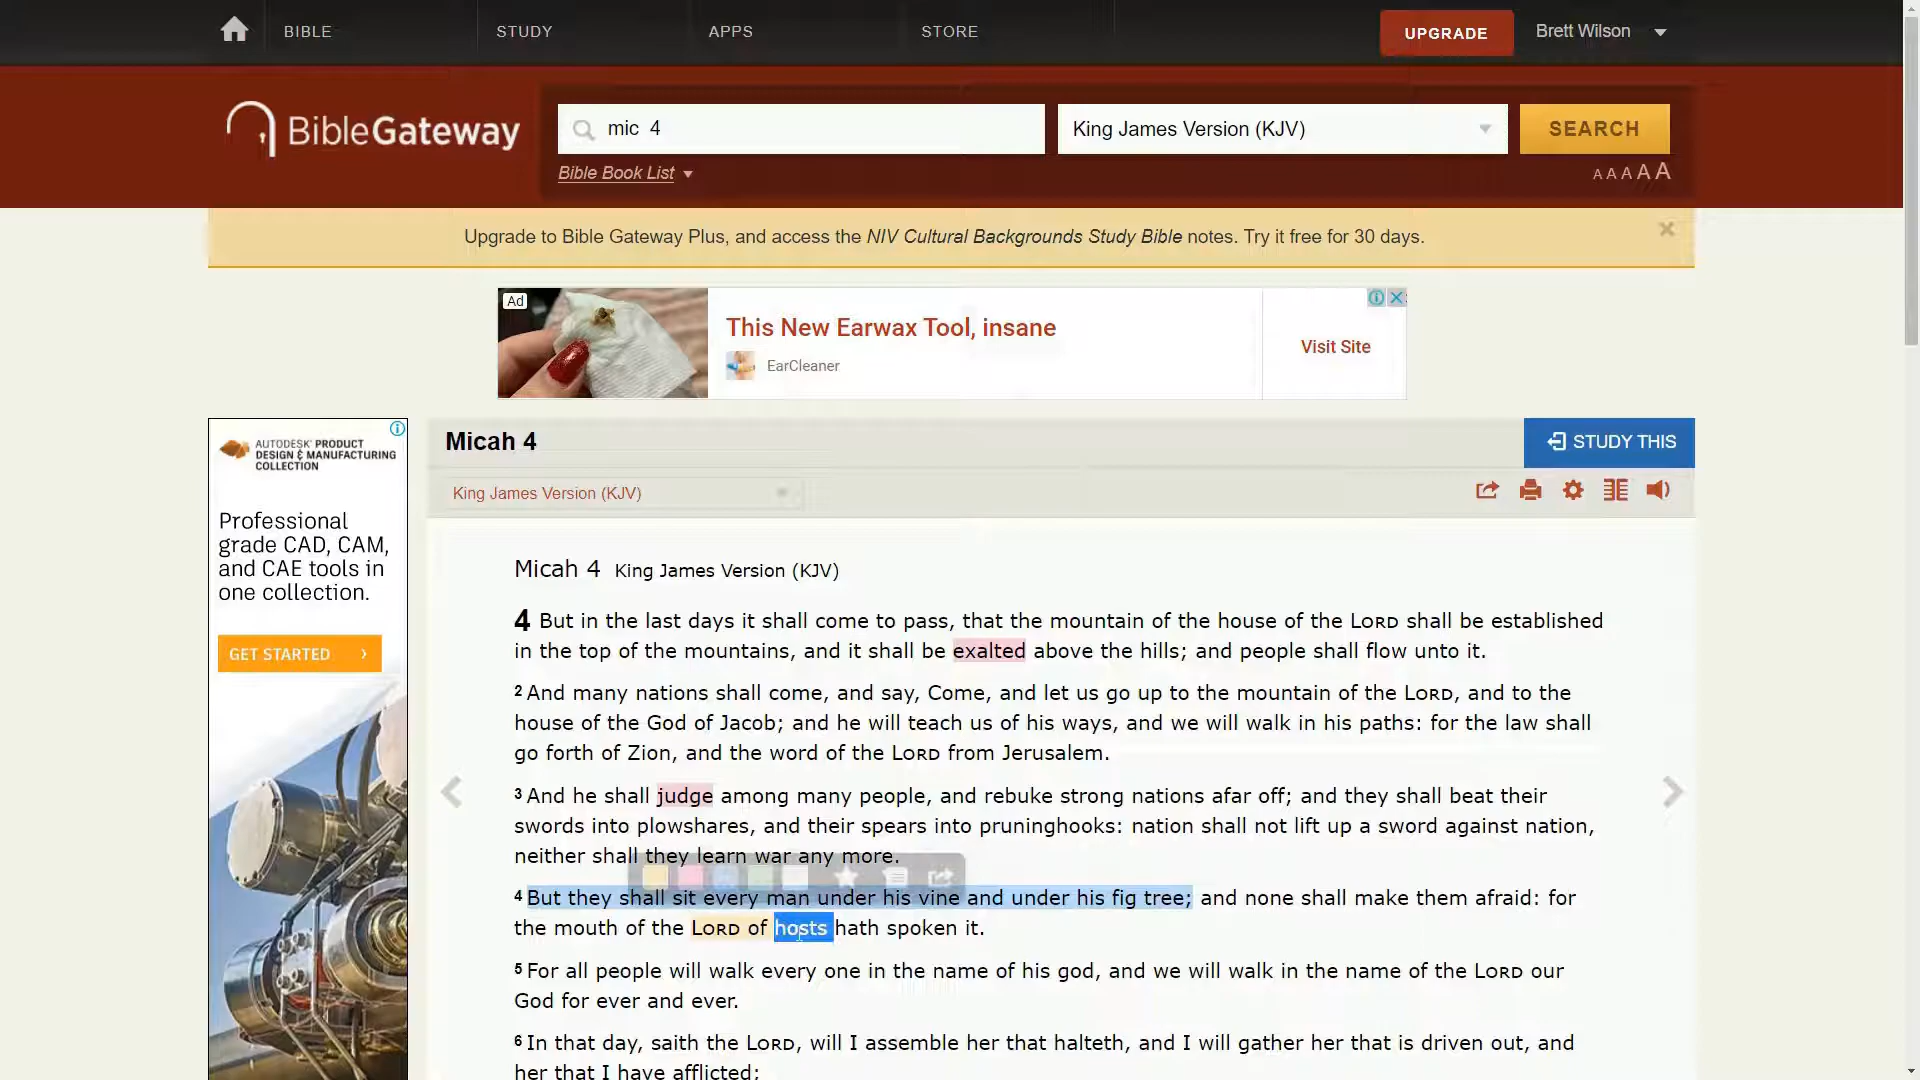 BIBLE
STUDY
APPS
STORE
UPGRADE
Brett Wilson
BibleGateway
mic 4
King James Version (KJV)
SEARCH
Bible Book List
A A A A A
Upgrade to Bible Gateway Plus, and access the NIV Cultural Backgrounds Study Bible notes. Try it free for 30 days.
Ad
This New Earwax Tool, insane
EarCleaner
Visit Site
AUTODESK® PRODUCT
DESIGN & MANUFACTURING
COLLECTION
Professional
grade CAD, CAM,
and CAE tools in
one collection.
GET STARTED
Micah 4
STUDY THIS
King James Version (KJV)
Micah 4 King James Version (KJV)
4 But in the last days it shall come to pass, that the mountain of the house of the LORD shall be established
in the top of the mountains, and it shall be exalted above the hills; and people shall flow unto it.
2 And many nations shall come, and say, Come, and let us go up to the mountain of the LORD, and to the
house of the God of Jacob; and he will teach us of his ways, and we will walk in his paths: for the law shall
go forth of Zion, and the word of the LORD from Jerusalem.
3 And he shall judge among many people, and rebuke strong nations afar off; and they shall beat their
swords into plowshares, and their spears into pruninghooks: nation shall not lift up a sword against nation,
neither shall they learn war any more.
4 But they shall sit every man under his vine and under his fig tree; and none shall make them afraid: for
the mouth of the LORD of hosts hath spoken it.
5 For all people will walk every one in the name of his god, and we will walk in the name of the LORD our
God for ever and ever.
6 In that day, saith the LORD, will I assemble her that halteth, and I will gather her that is driven out, and
her that I have afflicted;